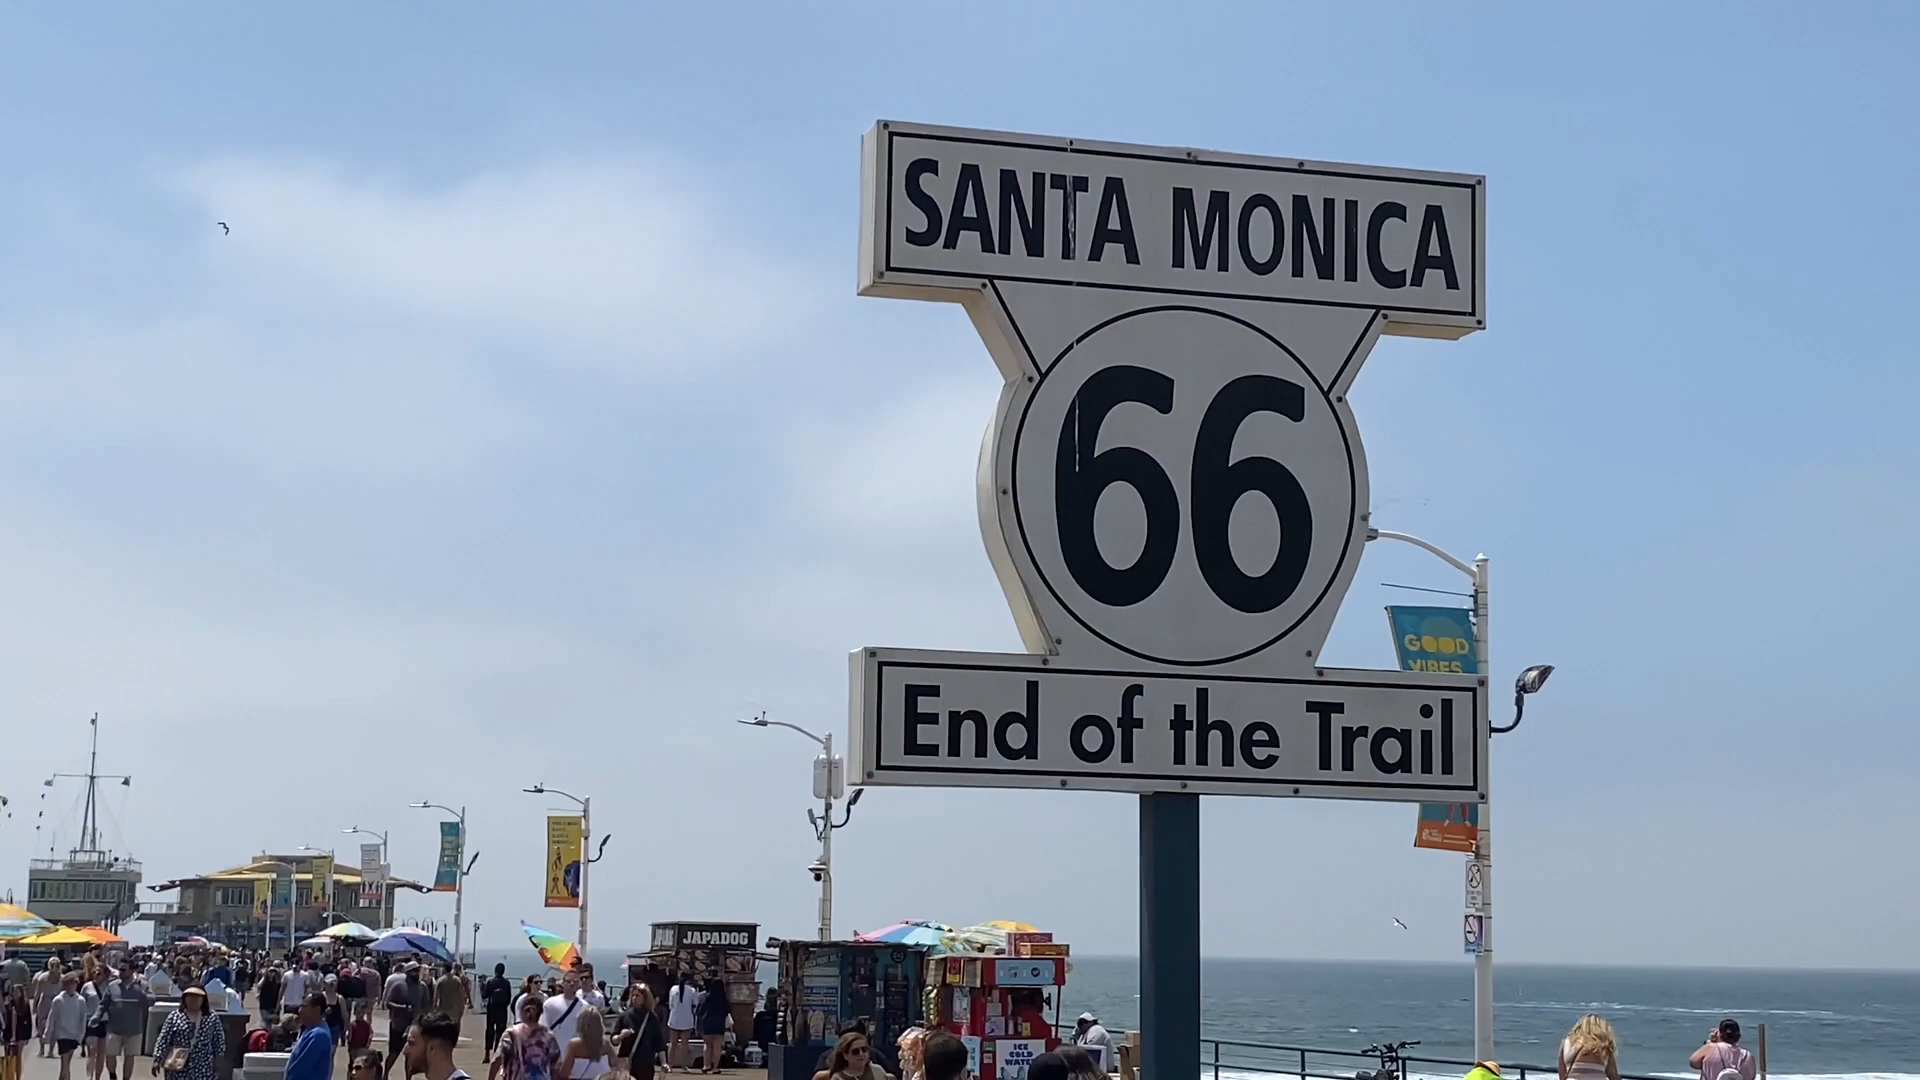 SANTA MONICA
66
End of the Trail
GOOD
VIBES
JAPADOG
ICE
COLD
WATER